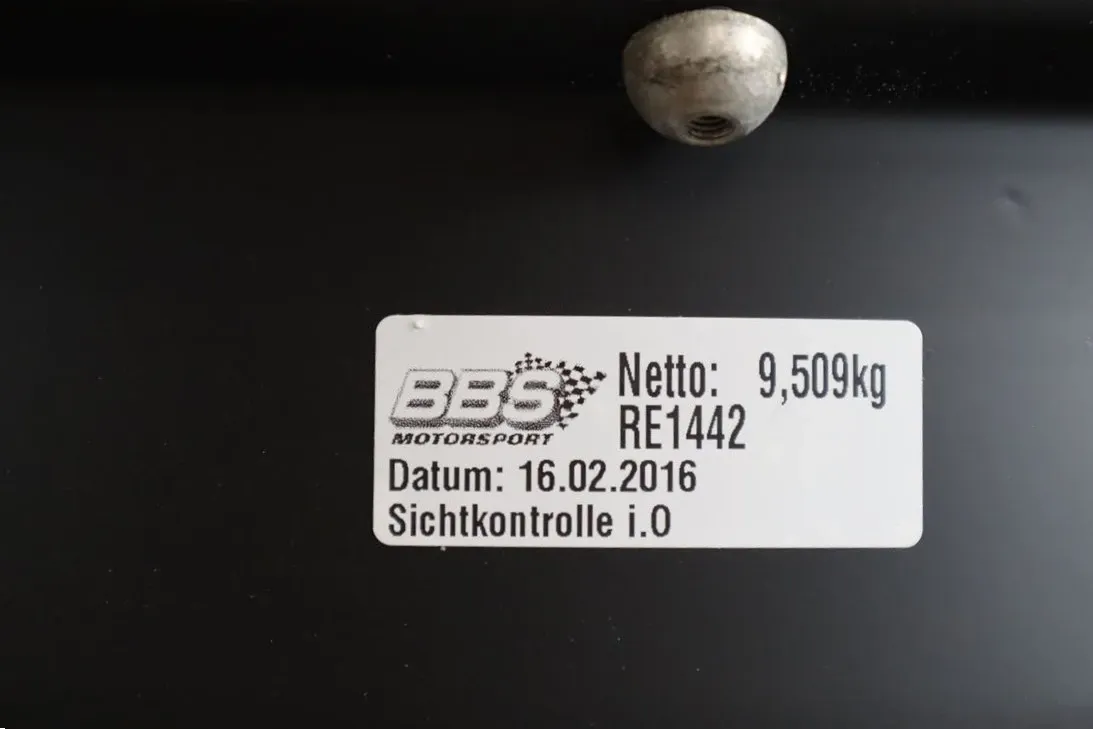 BBS
MOTORSPORT
Netto: 9,509kg
RE1442
Datum: 16.02.2016
Sichtkontrolle i.O